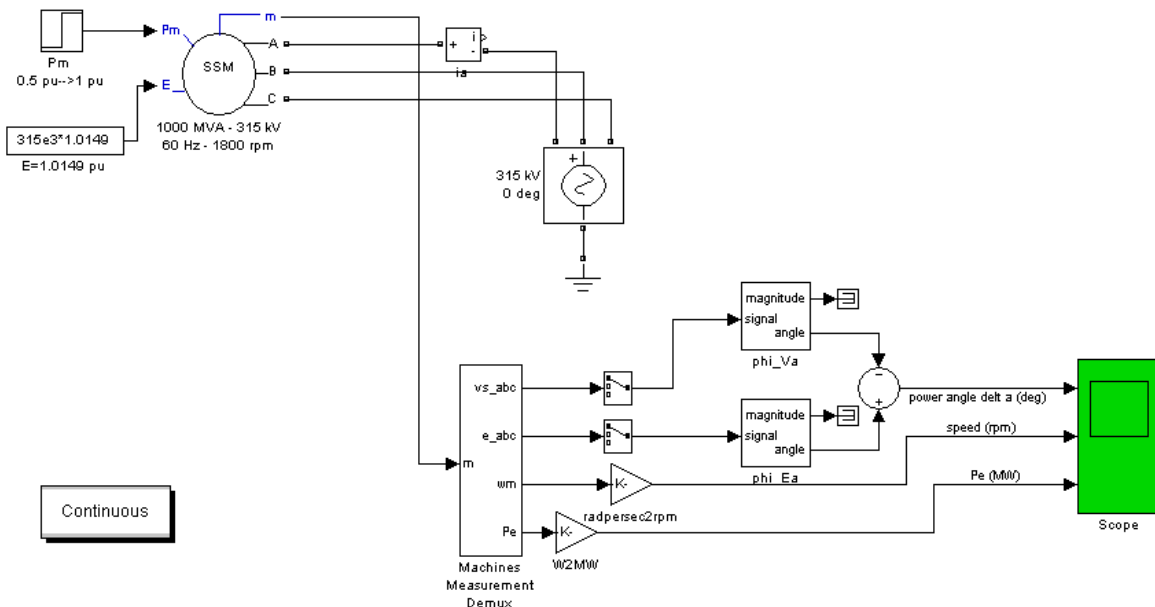 Pm
0.5 pu-->1 pu
315e3*1.0149
E=1.0149 pu
Pm
E
m
SSM
A
B
C
1000 MVA - 315 kV
60 Hz - 1800 rpm
+
i
-
ia
315 kV
0 deg
+
magnitude
signal
angle
phi_Va
magnitude
signal
angle
phi_Ea
vs_abc
e_abc
m
wm
Pe
Machines
Measurement
Demux
K-
radpersec2rpm
K-
W2MW
-
+
power angle delt a (deg)
speed (rpm)
Pe (MW)
Scope
Continuous